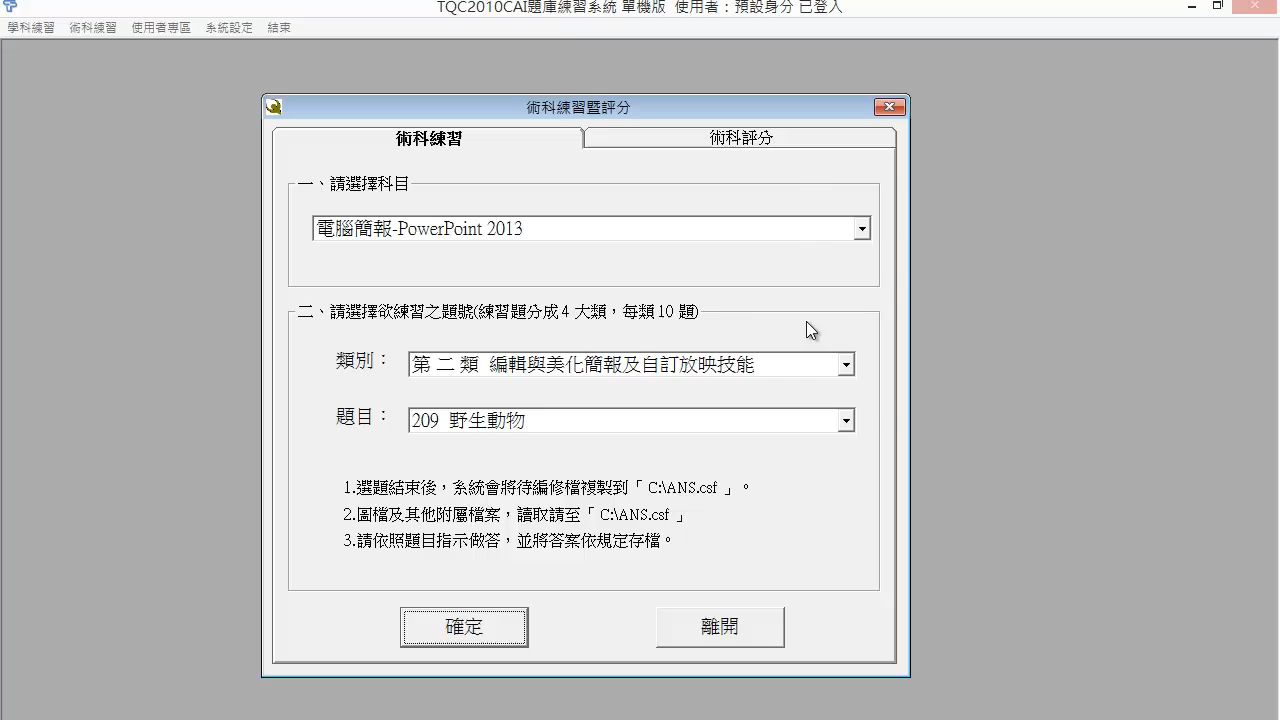 TQC2010CAI題庫練習系統 單機版 使用者：預設身分 已登入
學科練習 術科練習 使用者專區 系統設定 結束
術科練習暨評分
術科練習 術科評分
一、請選擇科目
電腦簡報-PowerPoint 2013
二、請選擇欲練習之題號(練習題分成 4 大類，每類 10 題)
類別： 第 二 類 編輯與美化簡報及自訂放映技能
題目： 209 野生動物
1.選題結束後，系統會將待編修檔複製到「 C:\ANS.csf 」。
2.圖檔及其他附屬檔案，讀取請至「 C:\ANS.csf 」
3.請依照題目指示做答，並將答案依規定存檔。
確定 離開